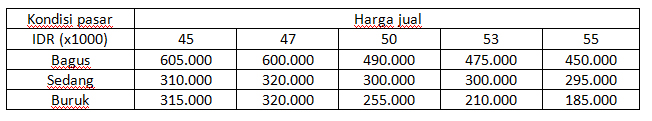 Kondisi pasar Harga jual
IDR (x1000) 45 47 50 53 55
Bagus 605.000 600.000 490.000 475.000 450.000
Sedang 310.000 320.000 300.000 300.000 295.000
Buruk 315.000 320.000 255.000 210.000 185.000